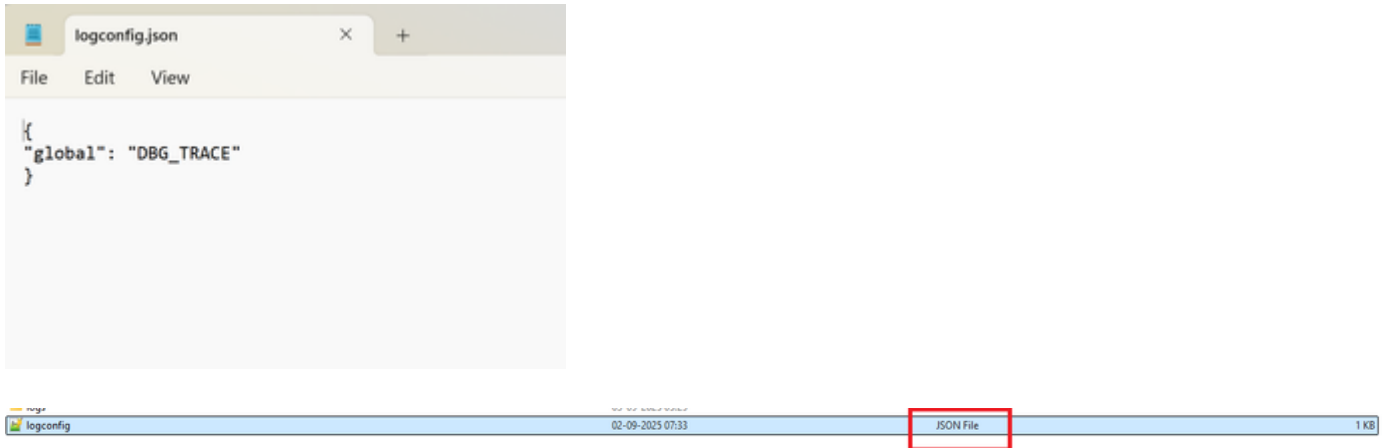 logconfig.json
File Edit View
{
"global": "DBG_TRACE"
}
logs
logconfig 02-09-2025 07:33 JSON File 1 KB